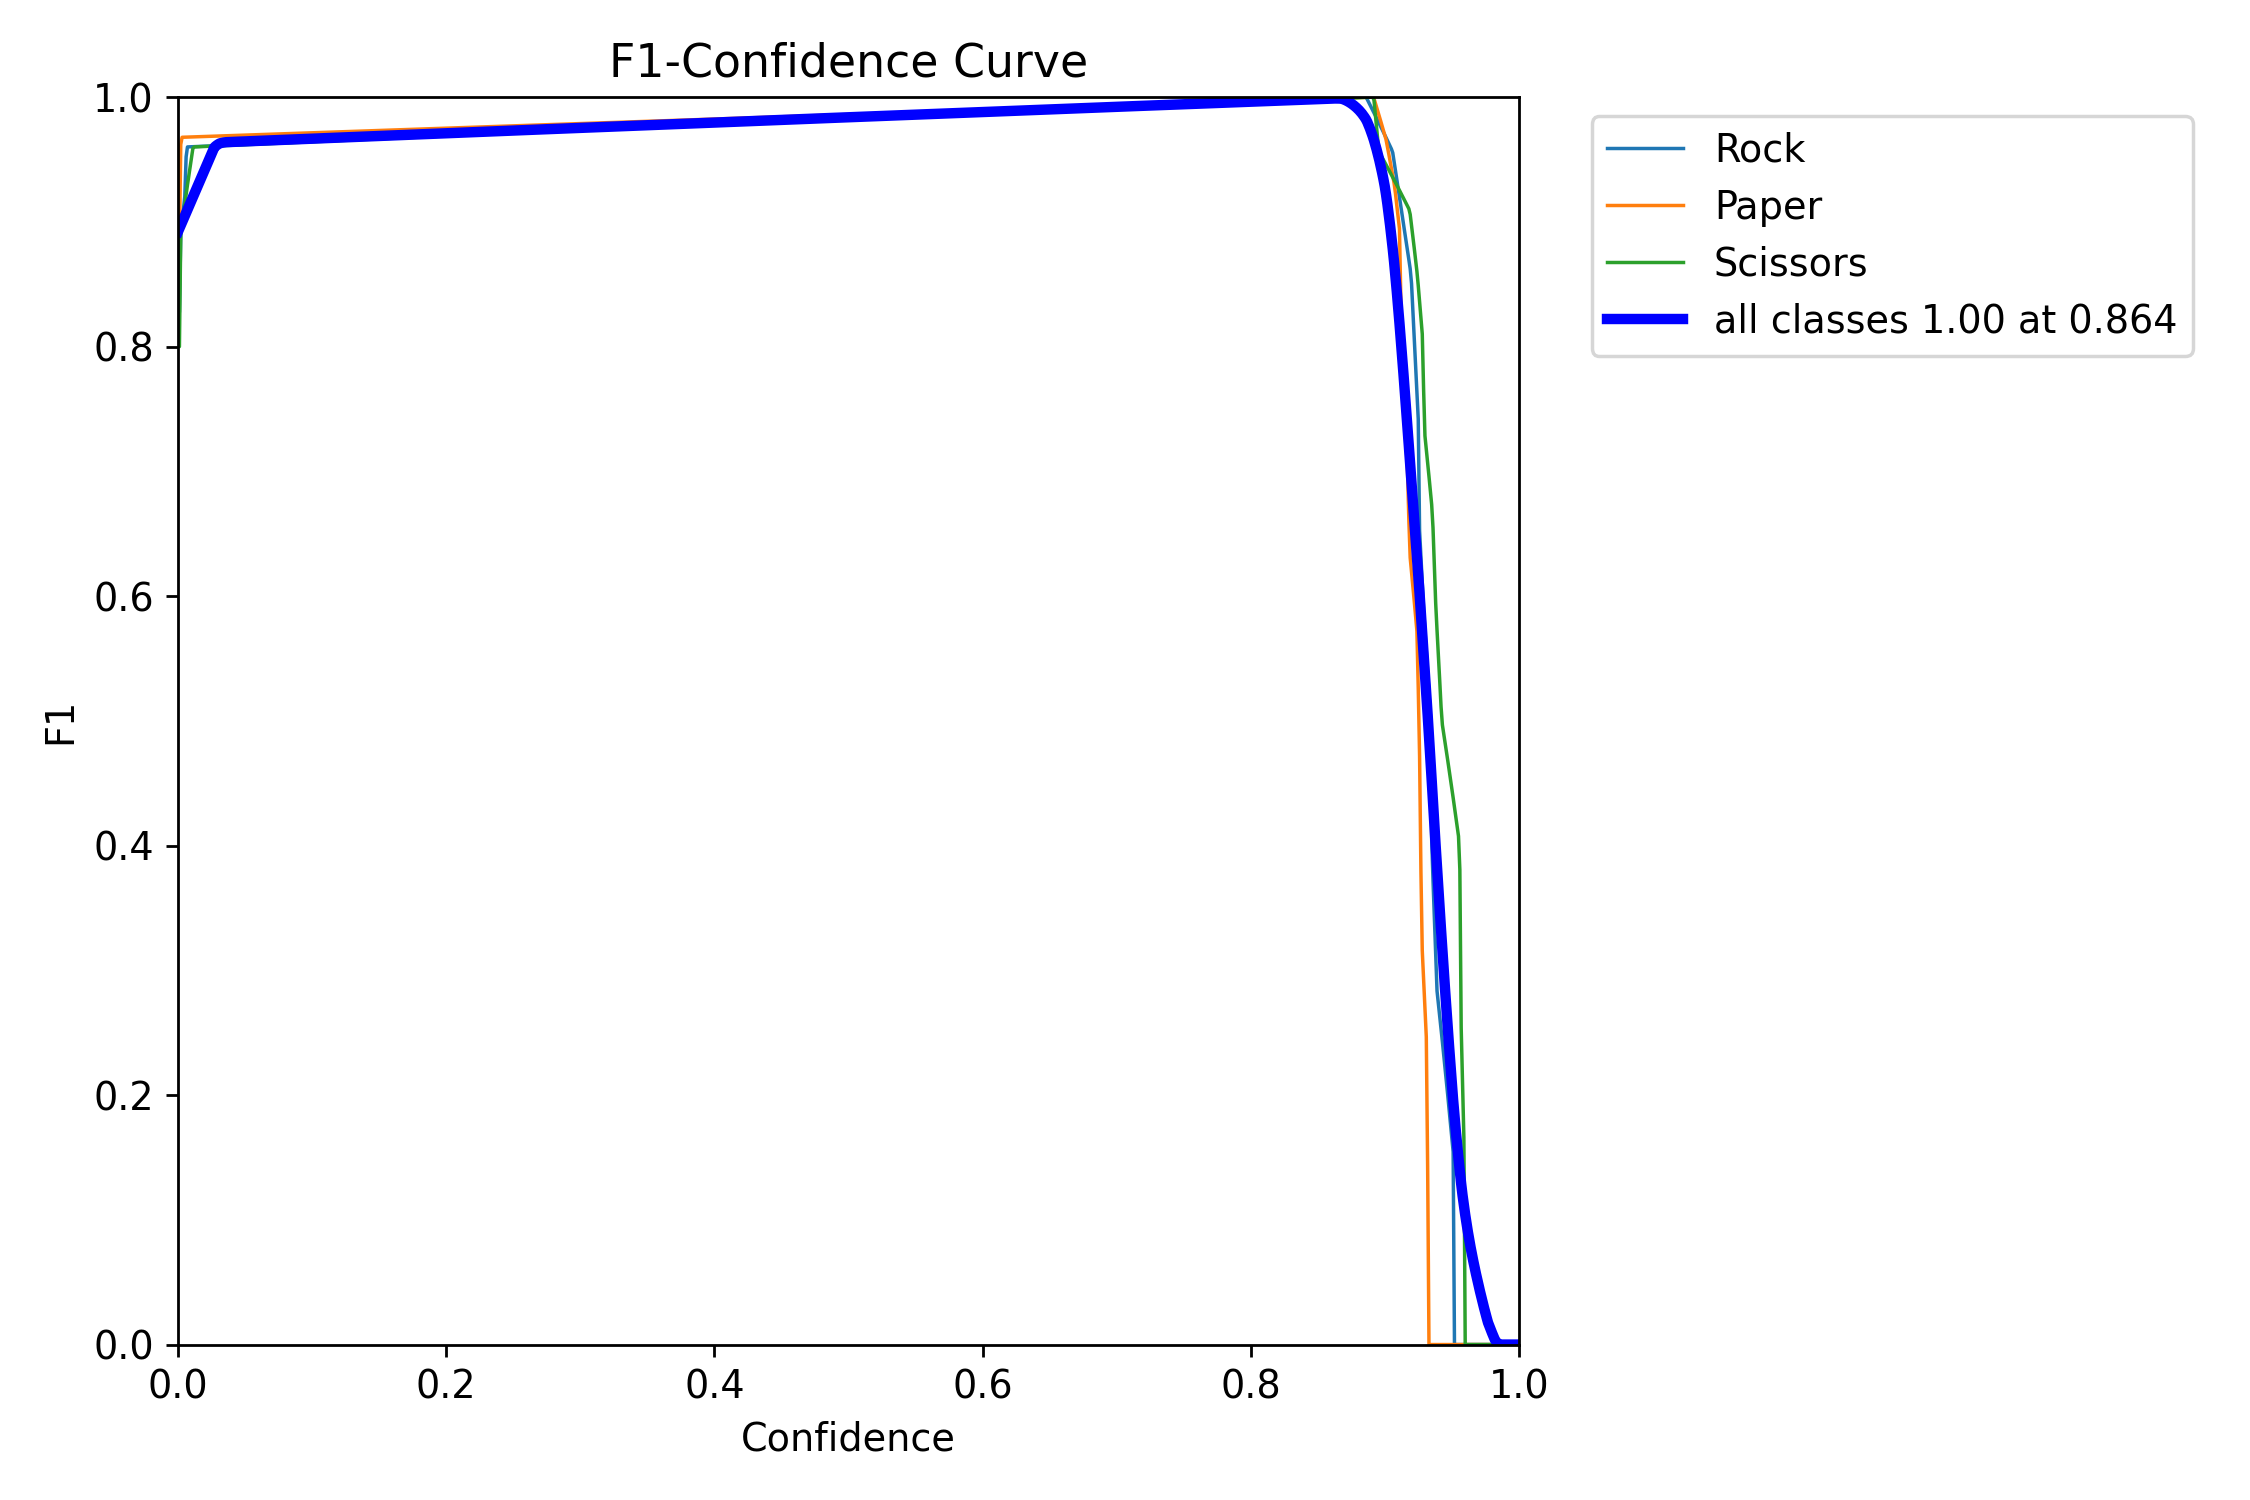 F1-Confidence Curve
1.0
0.8
0.6
0.4
0.2
0.0
F1
0.0 0.2 0.4 0.6 0.8 1.0
Confidence
Rock
Paper
Scissors
all classes 1.00 at 0.864